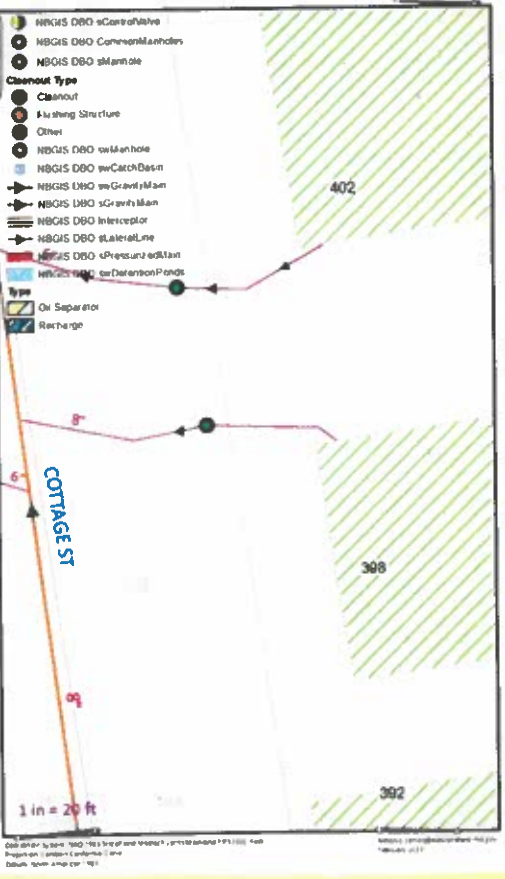 NBGIS DBO sControlValve
NBGIS DBO CommonManholes
NBGIS DBO sManhole
Cleanout Type
Cleanout
Flushing Structure
Other
NBGIS DBO swManhole
NBGIS DBO swCatchBasin
NBGIS DBO swGravityMain
NBGIS DBO sGravityMain
NBGIS DBO Interceptor
NBGIS DBO sLateralLine
NBGIS DBO sPressurizedMain
NBGIS DBO swDetentionPonds
Type
Oil Separator
Recharge
402
8"
6"
COTTAGE ST
398
8"
392
1 in = 20 ft